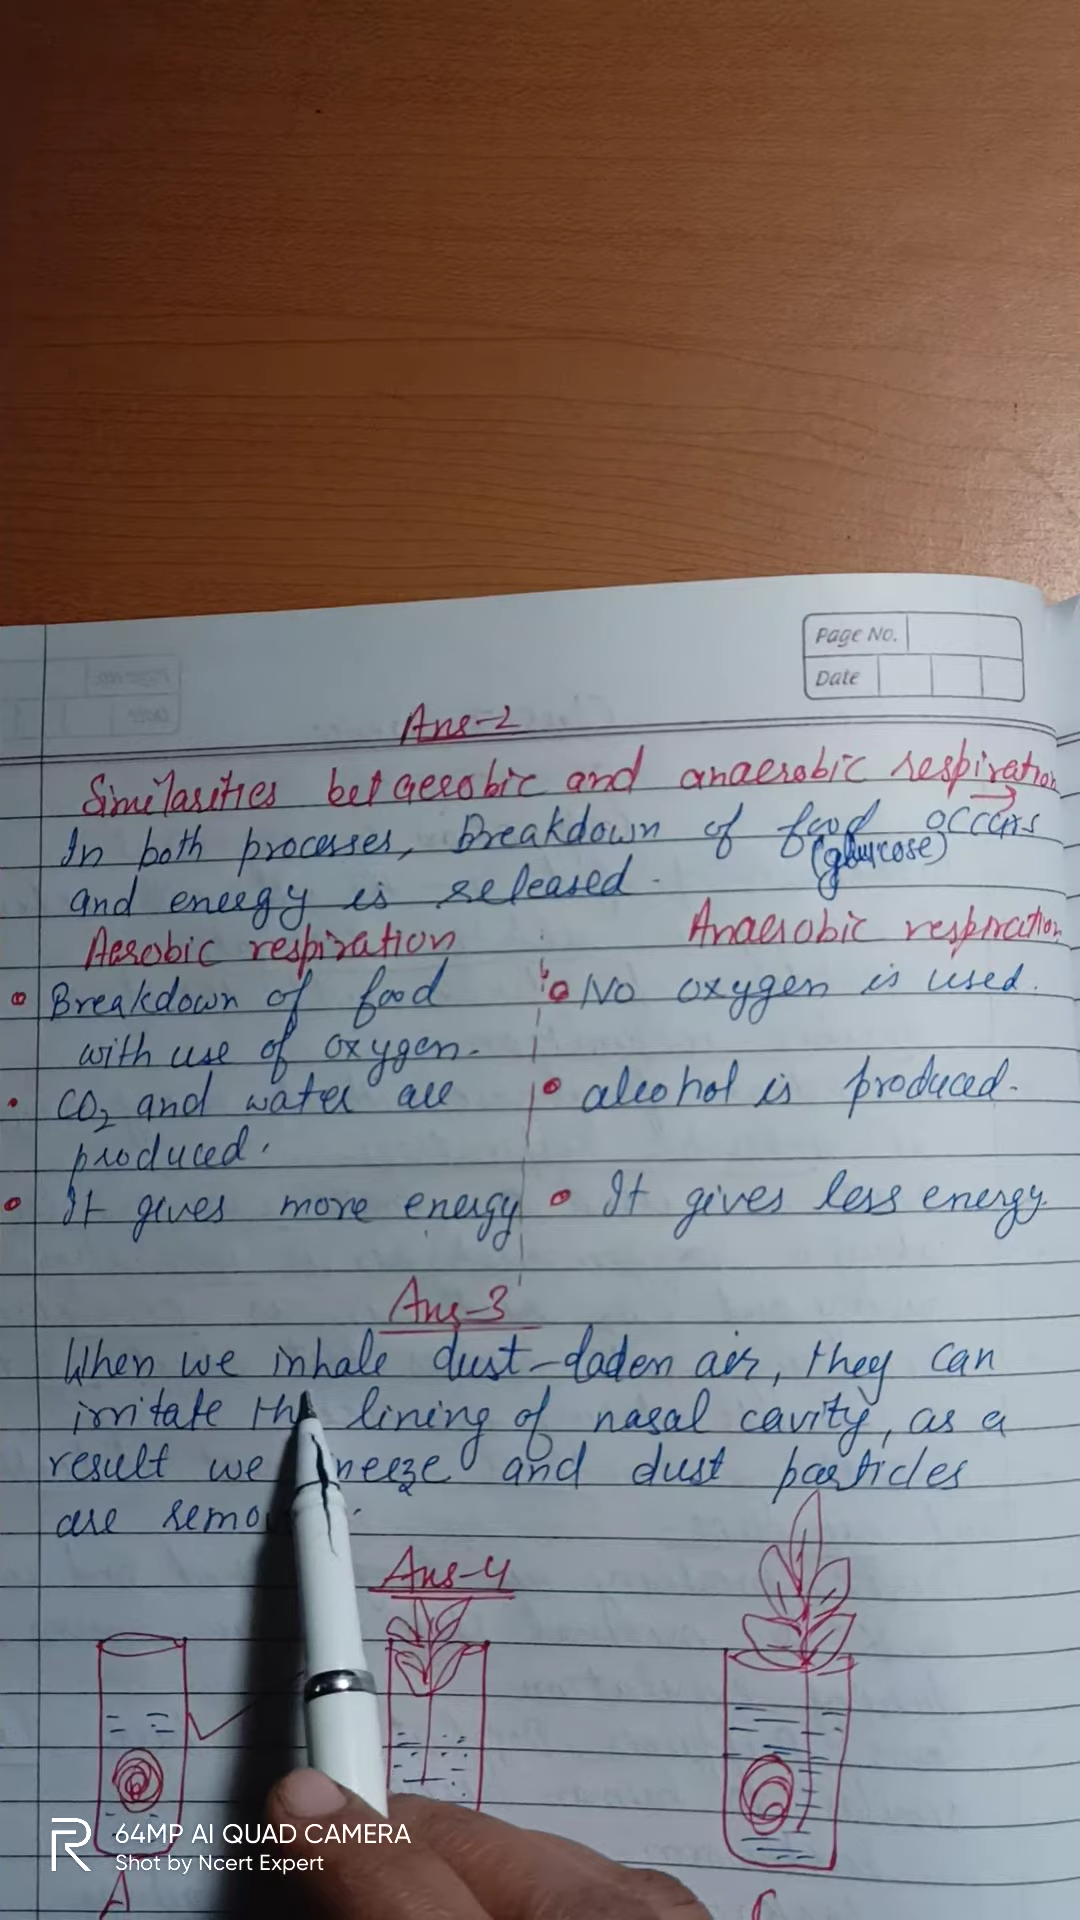 Page No.
Date
Ans-2
Similarities bet aerobic and anaerobic respiration
In both processes, Breakdown of food occurs
(glucose)
and energy is released.
Aerobic respiration
Anaerobic respiration
Breakdown of food
No oxygen is used.
with use of oxygen.
CO₂ and water are
alcohol is produced.
produced.
It gives more energy
It gives less energy.
Ans-3
When we inhale dust-laden air, they can
irritate the lining of nasal cavity, as a
result we neeze and dust particles
are remo
Ans-4
64MP AI QUAD CAMERA
Shot by Ncert Expert
A
C